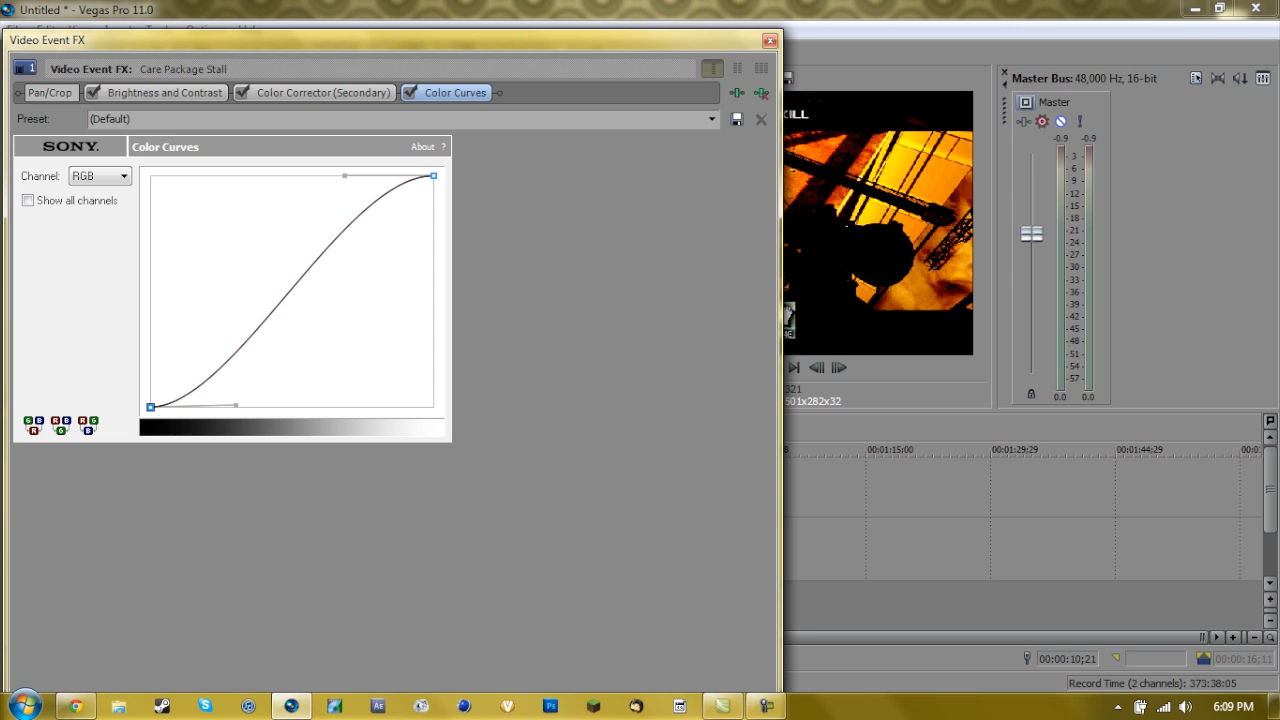 Untitled * - Vegas Pro 11.0
Video Event FX
1
Video Event FX: Care Package Stall
Pan/Crop
Brightness and Contrast
Color Corrector (Secondary)
Color Curves
Preset:
(Default)
SONY.
Color Curves
About ?
Channel:
RGB
Show all channels
G B R B R G
R G B
KILL
Master Bus: 48,000 Hz, 16-bit
Master
-0.9 -0.9
3
6
9
12
15
18
21
24
27
30
33
36
39
42
45
48
51
54
57
0.0 0.0
321
501x282x32
00:01:15;00
00:01:29;29
00:01:44;29
00:00:10;21
00:00:16;11
Record Time (2 channels): 373:38:05
Ae
Ps
6:09 PM